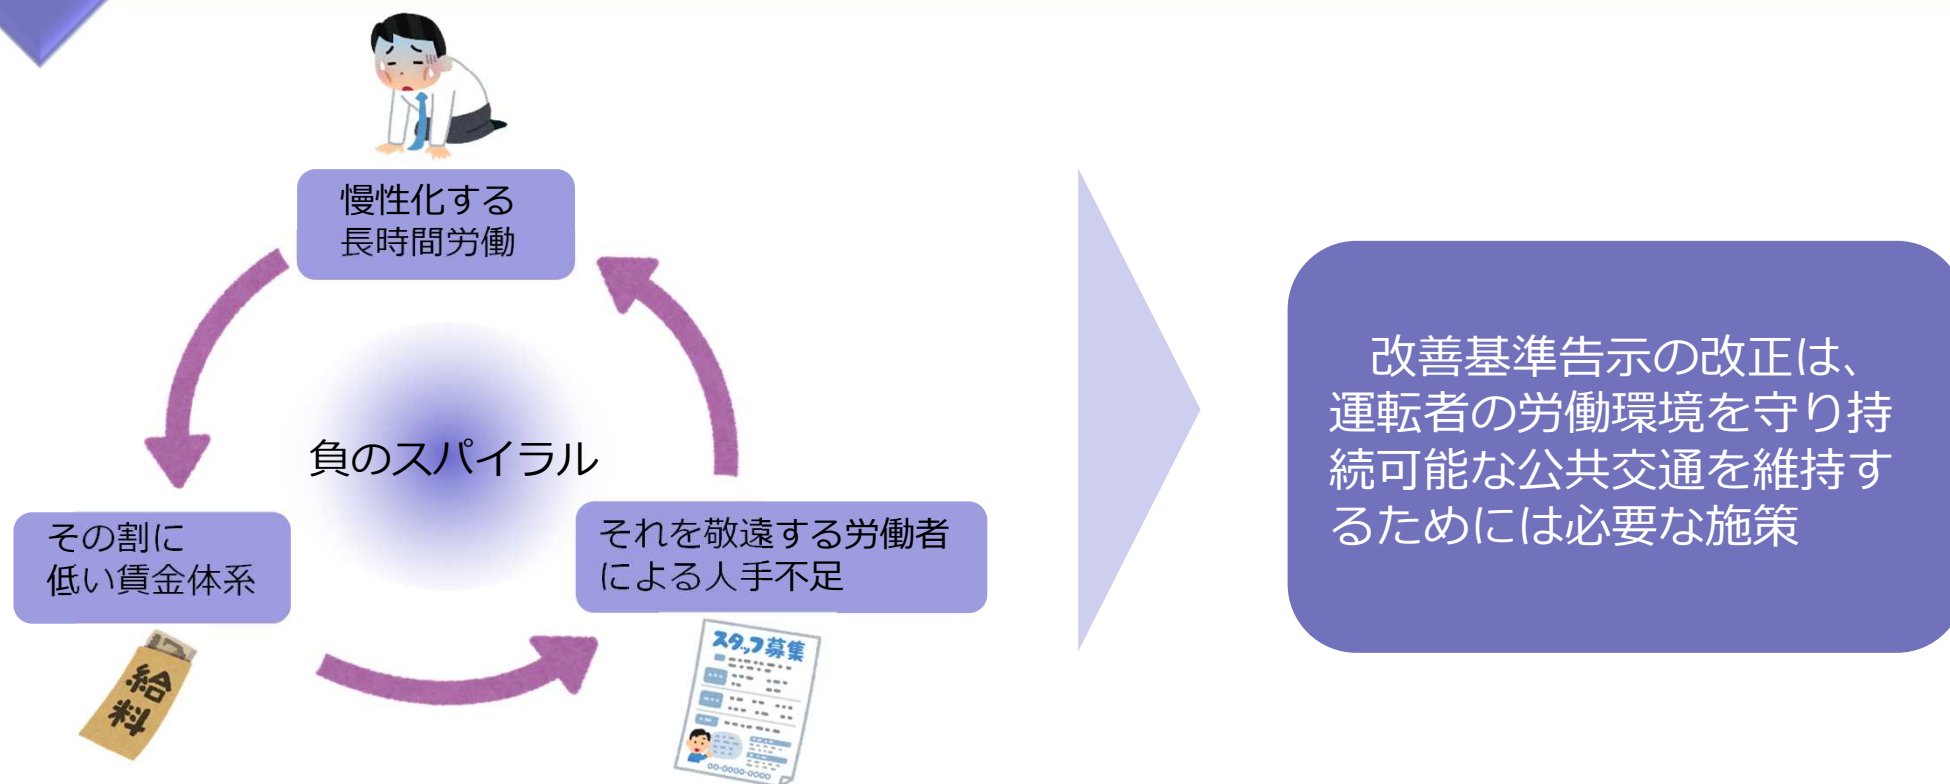 慢性化する
長時間労働
負のスパイラル
その割に
低い賃金体系
それを敬遠する労働者
による人手不足
給料
スタッフ募集
00-0000-0000
改善基準告示の改正は、
運転者の労働環境を守り持
続可能な公共交通を維持す
るためには必要な施策